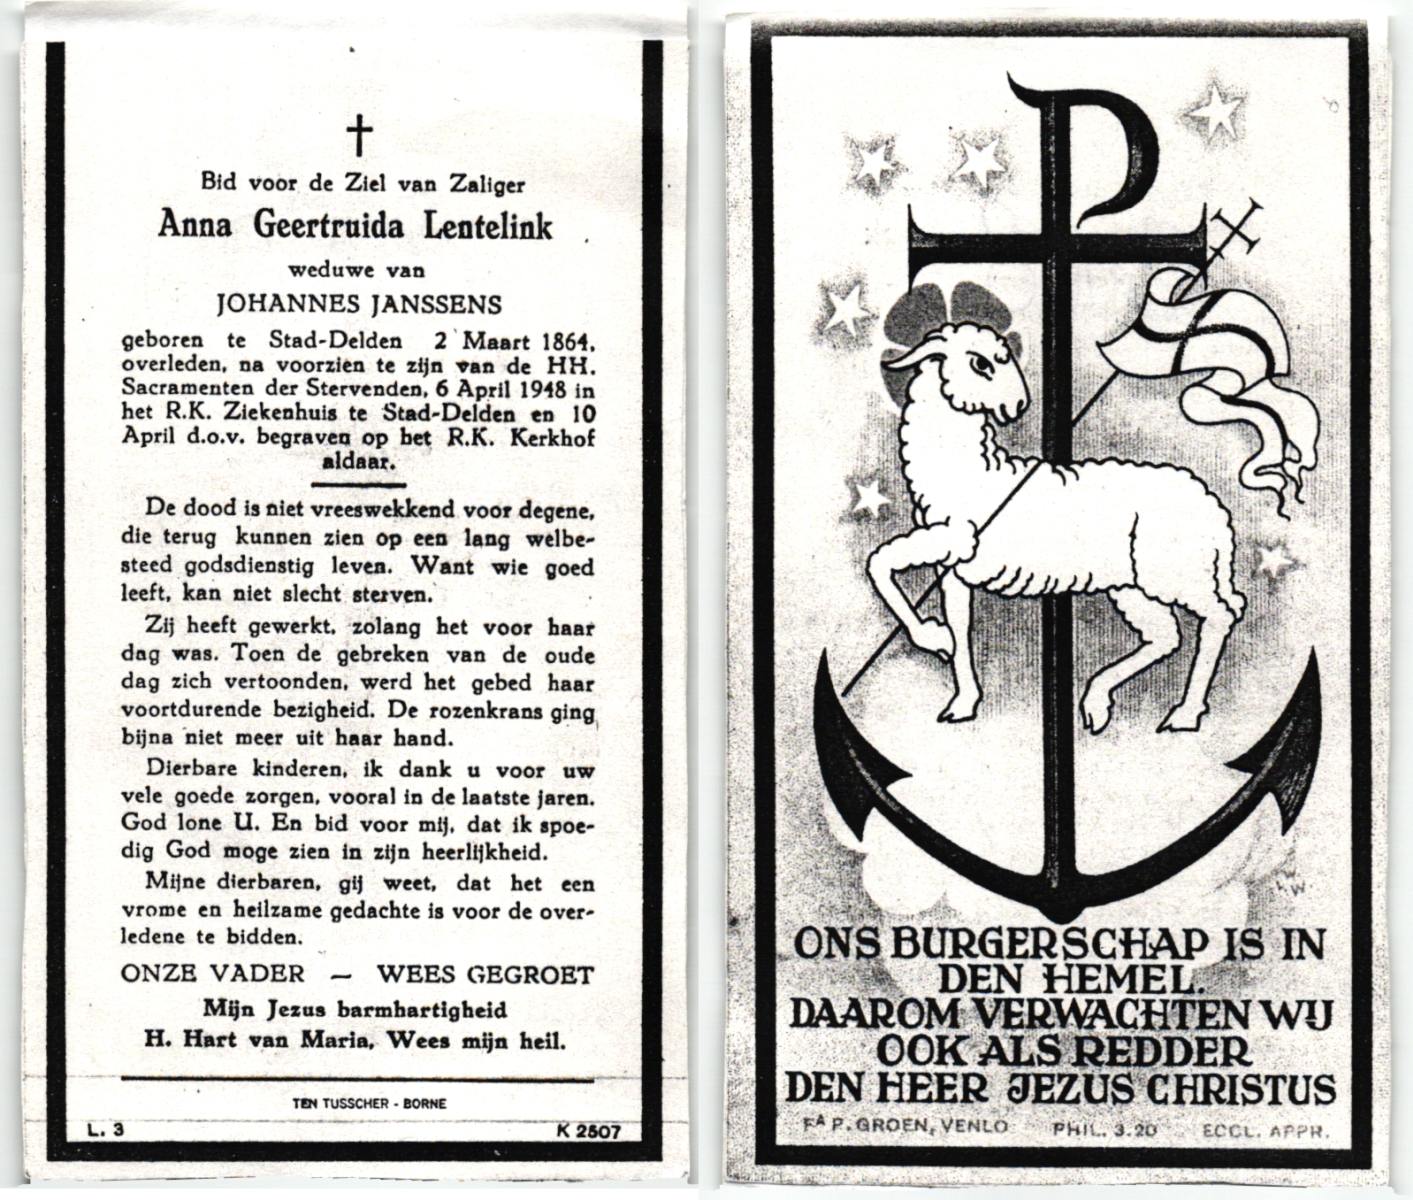 Bid voor de Ziel van Zaliger
Anna Geertruida Lentelink
weduwe van
JOHANNES JANSSENS
geboren te Stad-Delden 2 Maart 1864,
overleden, na voorzien te zijn van de HH.
Sacramenten der Stervenden, 6 April 1948 in
het R.K. Ziekenhuis te Stad-Delden en 10
April d.o.v. begraven op het R.K. Kerkhof
aldaar.
De dood is niet vreeswekkend voor degene,
die terug kunnen zien op een lang welbe-
steed godsdienstig leven. Want wie goed
leeft, kan niet slecht sterven.
Zij heeft gewerkt, zolang het voor haar
dag was. Toen de gebreken van de oude
dag zich vertoonden, werd het gebed haar
voortdurende bezigheid. De rozenkrans ging
bijna niet meer uit haar hand.
Dierbare kinderen, ik dank u voor uw
vele goede zorgen, vooral in de laatste jaren.
God lone U. En bid voor mij, dat ik spoe-
dig God moge zien in zijn heerlijkheid.
Mijne dierbaren, gij weet, dat het een
vrome en heilzame gedachte is voor de over-
ledene te bidden.
ONZE VADER — WEES GEGROET
Mijn Jezus barmhartigheid
H. Hart van Maria, Wees mijn heil.
TEN TUSSCHER - BORNE
L. 3 K 2507
ONS BURGERSCHAP IS IN
DEN HEMEL.
DAAROM VERWACHTEN WIJ
OOK ALS REDDER
DEN HEER JEZUS CHRISTUS
FA P. GROEN, VENLO PHIL. 3.20 ECCL. APPR.